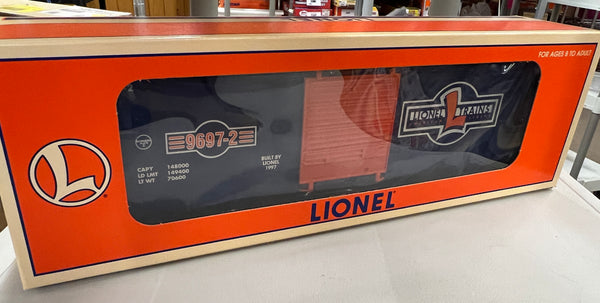 FOR AGES 8 TO ADULT
LIONEL TRAINS
9697-2
CAPY 148000
LD LMT 149400
LT WT 70600
BUILT BY
LIONEL
1997
L
LIONEL